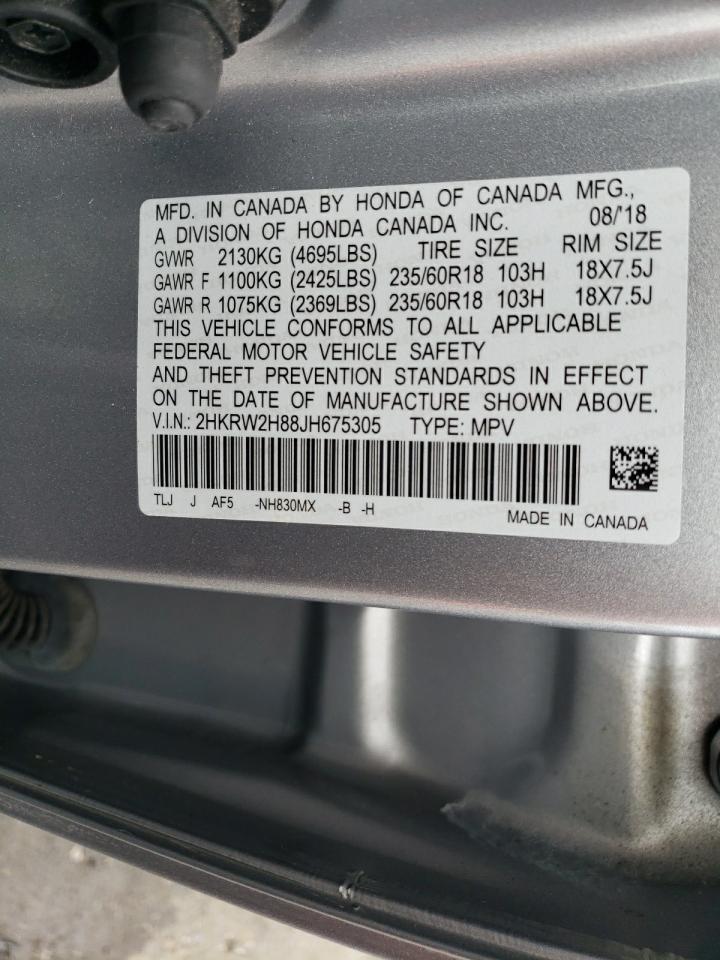 MFD. IN CANADA BY HONDA OF CANADA MFG.,
A DIVISION OF HONDA CANADA INC. 08/'18
GVWR 2130KG (4695LBS) TIRE SIZE RIM SIZE
GAWR F 1100KG (2425LBS) 235/60R18 103H 18X7.5J
GAWR R 1075KG (2369LBS) 235/60R18 103H 18X7.5J
THIS VEHICLE CONFORMS TO ALL APPLICABLE
FEDERAL MOTOR VEHICLE SAFETY
AND THEFT PREVENTION STANDARDS IN EFFECT
ON THE DATE OF MANUFACTURE SHOWN ABOVE.
V.I.N.: 2HKRW2H88JH675305 TYPE: MPV
TLJ J AF5 -NH830MX -B -H
MADE IN CANADA